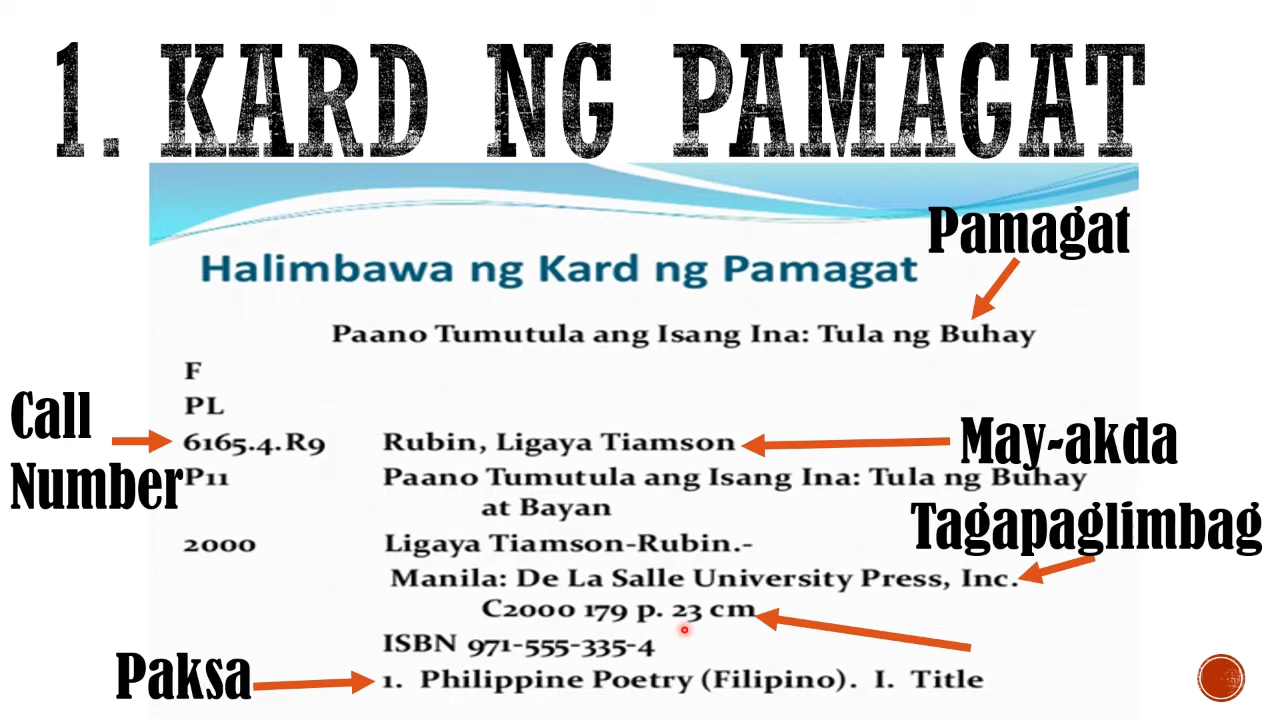 1. KARD NG PAMAGAT
Pamagat
Halimbawa ng Kard ng Pamagat
Paano Tumutula ang Isang Ina: Tula ng Buhay
F
PL
Call Number
6165.4.R9 Rubin, Ligaya Tiamson
May-akda
P11 Paano Tumutula ang Isang Ina: Tula ng Buhay
at Bayan
Tagapaglimbag
2000 Ligaya Tiamson-Rubin.-
Manila: De La Salle University Press, Inc.
C2000 179 p. 23 cm
ISBN 971-555-335-4
Paksa
1. Philippine Poetry (Filipino). I. Title